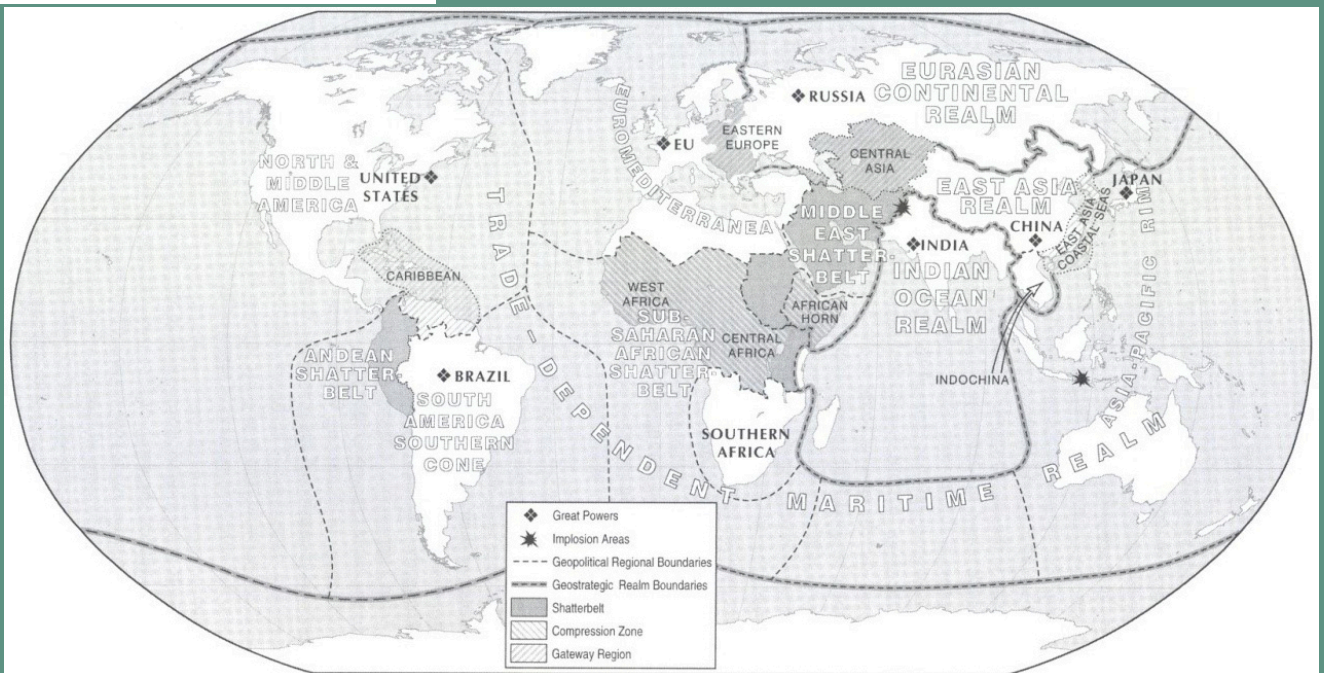 EURASIAN
CONTINENTAL
REALM
RUSSIA
EUROMEDITERRANEA
EU
EASTERN
EUROPE
CENTRAL
ASIA
NORTH &
MIDDLE
AMERICA
UNITED
STATES
TRADE-DEPENDENT MARITIME REALM
EAST ASIA
REALM
JAPAN
EAST ASIA
COASTAL SEAS
CHINA
ASIA-PACIFIC RIM
MIDDLE
EAST
SHATTER-
BELT
INDIA
INDIAN
OCEAN
REALM
CARIBBEAN
WEST
AFRICA
SUB-
SAHARAN
AFRICAN
SHATTER-
BELT
CENTRAL
AFRICA
AFRICAN
HORN
ANDEAN
SHATTER-
BELT
BRAZIL
SOUTH
AMERICA
SOUTHERN
CONE
INDOCHINA
SOUTHERN
AFRICA
Great Powers
Implosion Areas
Geopolitical Regional Boundaries
Geostrategic Realm Boundaries
Shatterbelt
Compression Zone
Gateway Region